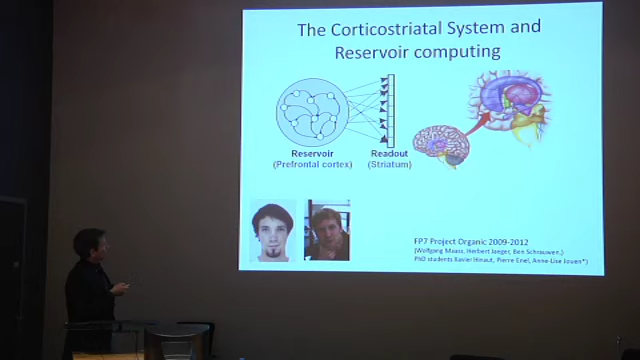 The Corticostriatal System and
Reservoir computing
Reservoir
(Prefrontal cortex)
Readout
(Striatum)
FP7 Project Organic 2009-2012
(Wolfgang Maass, Herbert Jaeger, Ben Schrauwen,)
PhD students Xavier Hinaut, Pierre Enel, Anne-Lise Jouen*)